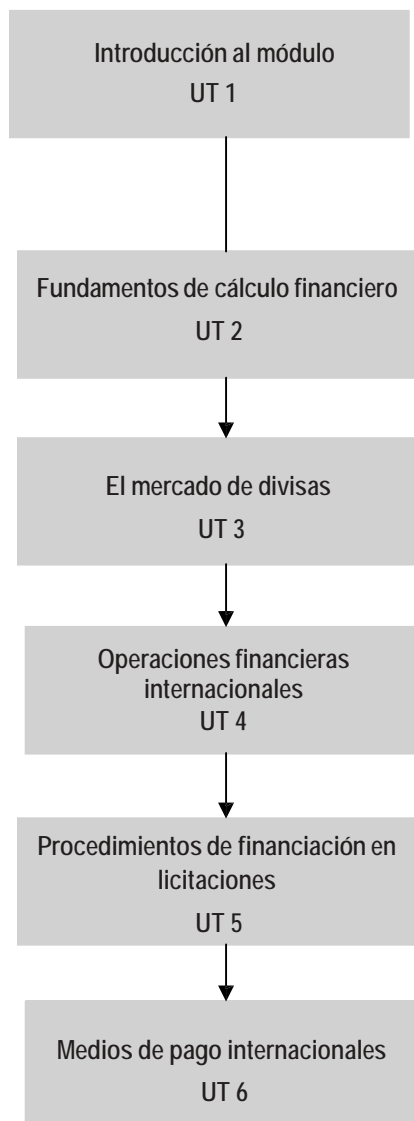 Introducción al módulo
UT 1
Fundamentos de cálculo financiero
UT 2
El mercado de divisas
UT 3
Operaciones financieras
internacionales
UT 4
Procedimientos de financiación en
licitaciones
UT 5
Medios de pago internacionales
UT 6